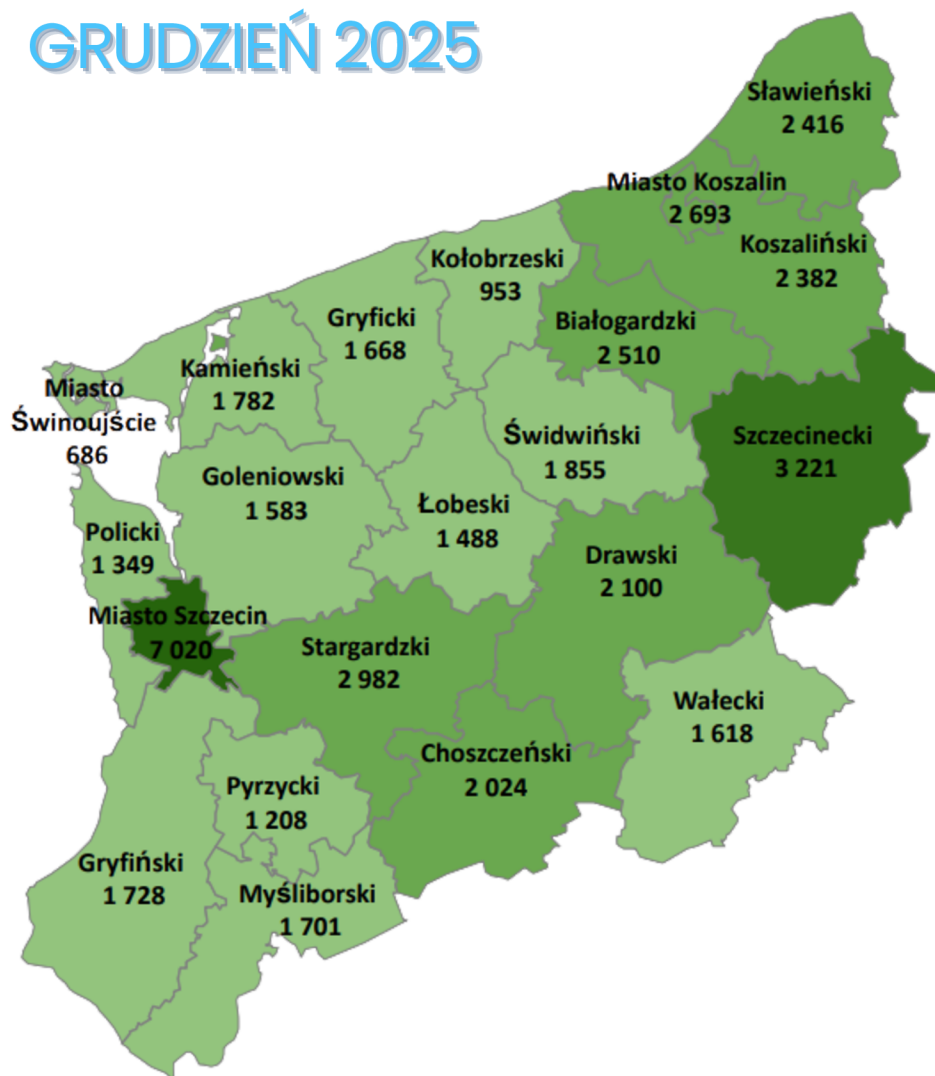 GRUDZIEŃ 2025
Sławieński
2 416
Miasto Koszalin
2 693
Koszaliński
2 382
Kołobrzeski
953
Białogardzki
2 510
Gryficki
1 668
Kamieński
1 782
Miasto
Świnoujście
686
Świdwiński
1 855
Szczecinecki
3 221
Goleniowski
1 583
Łobeski
1 488
Policki
1 349
Drawski
2 100
Miasto Szczecin
7 020
Stargardzki
2 982
Wałecki
1 618
Choszczeński
2 024
Pyrzycki
1 208
Gryfiński
1 728
Myśliborski
1 701